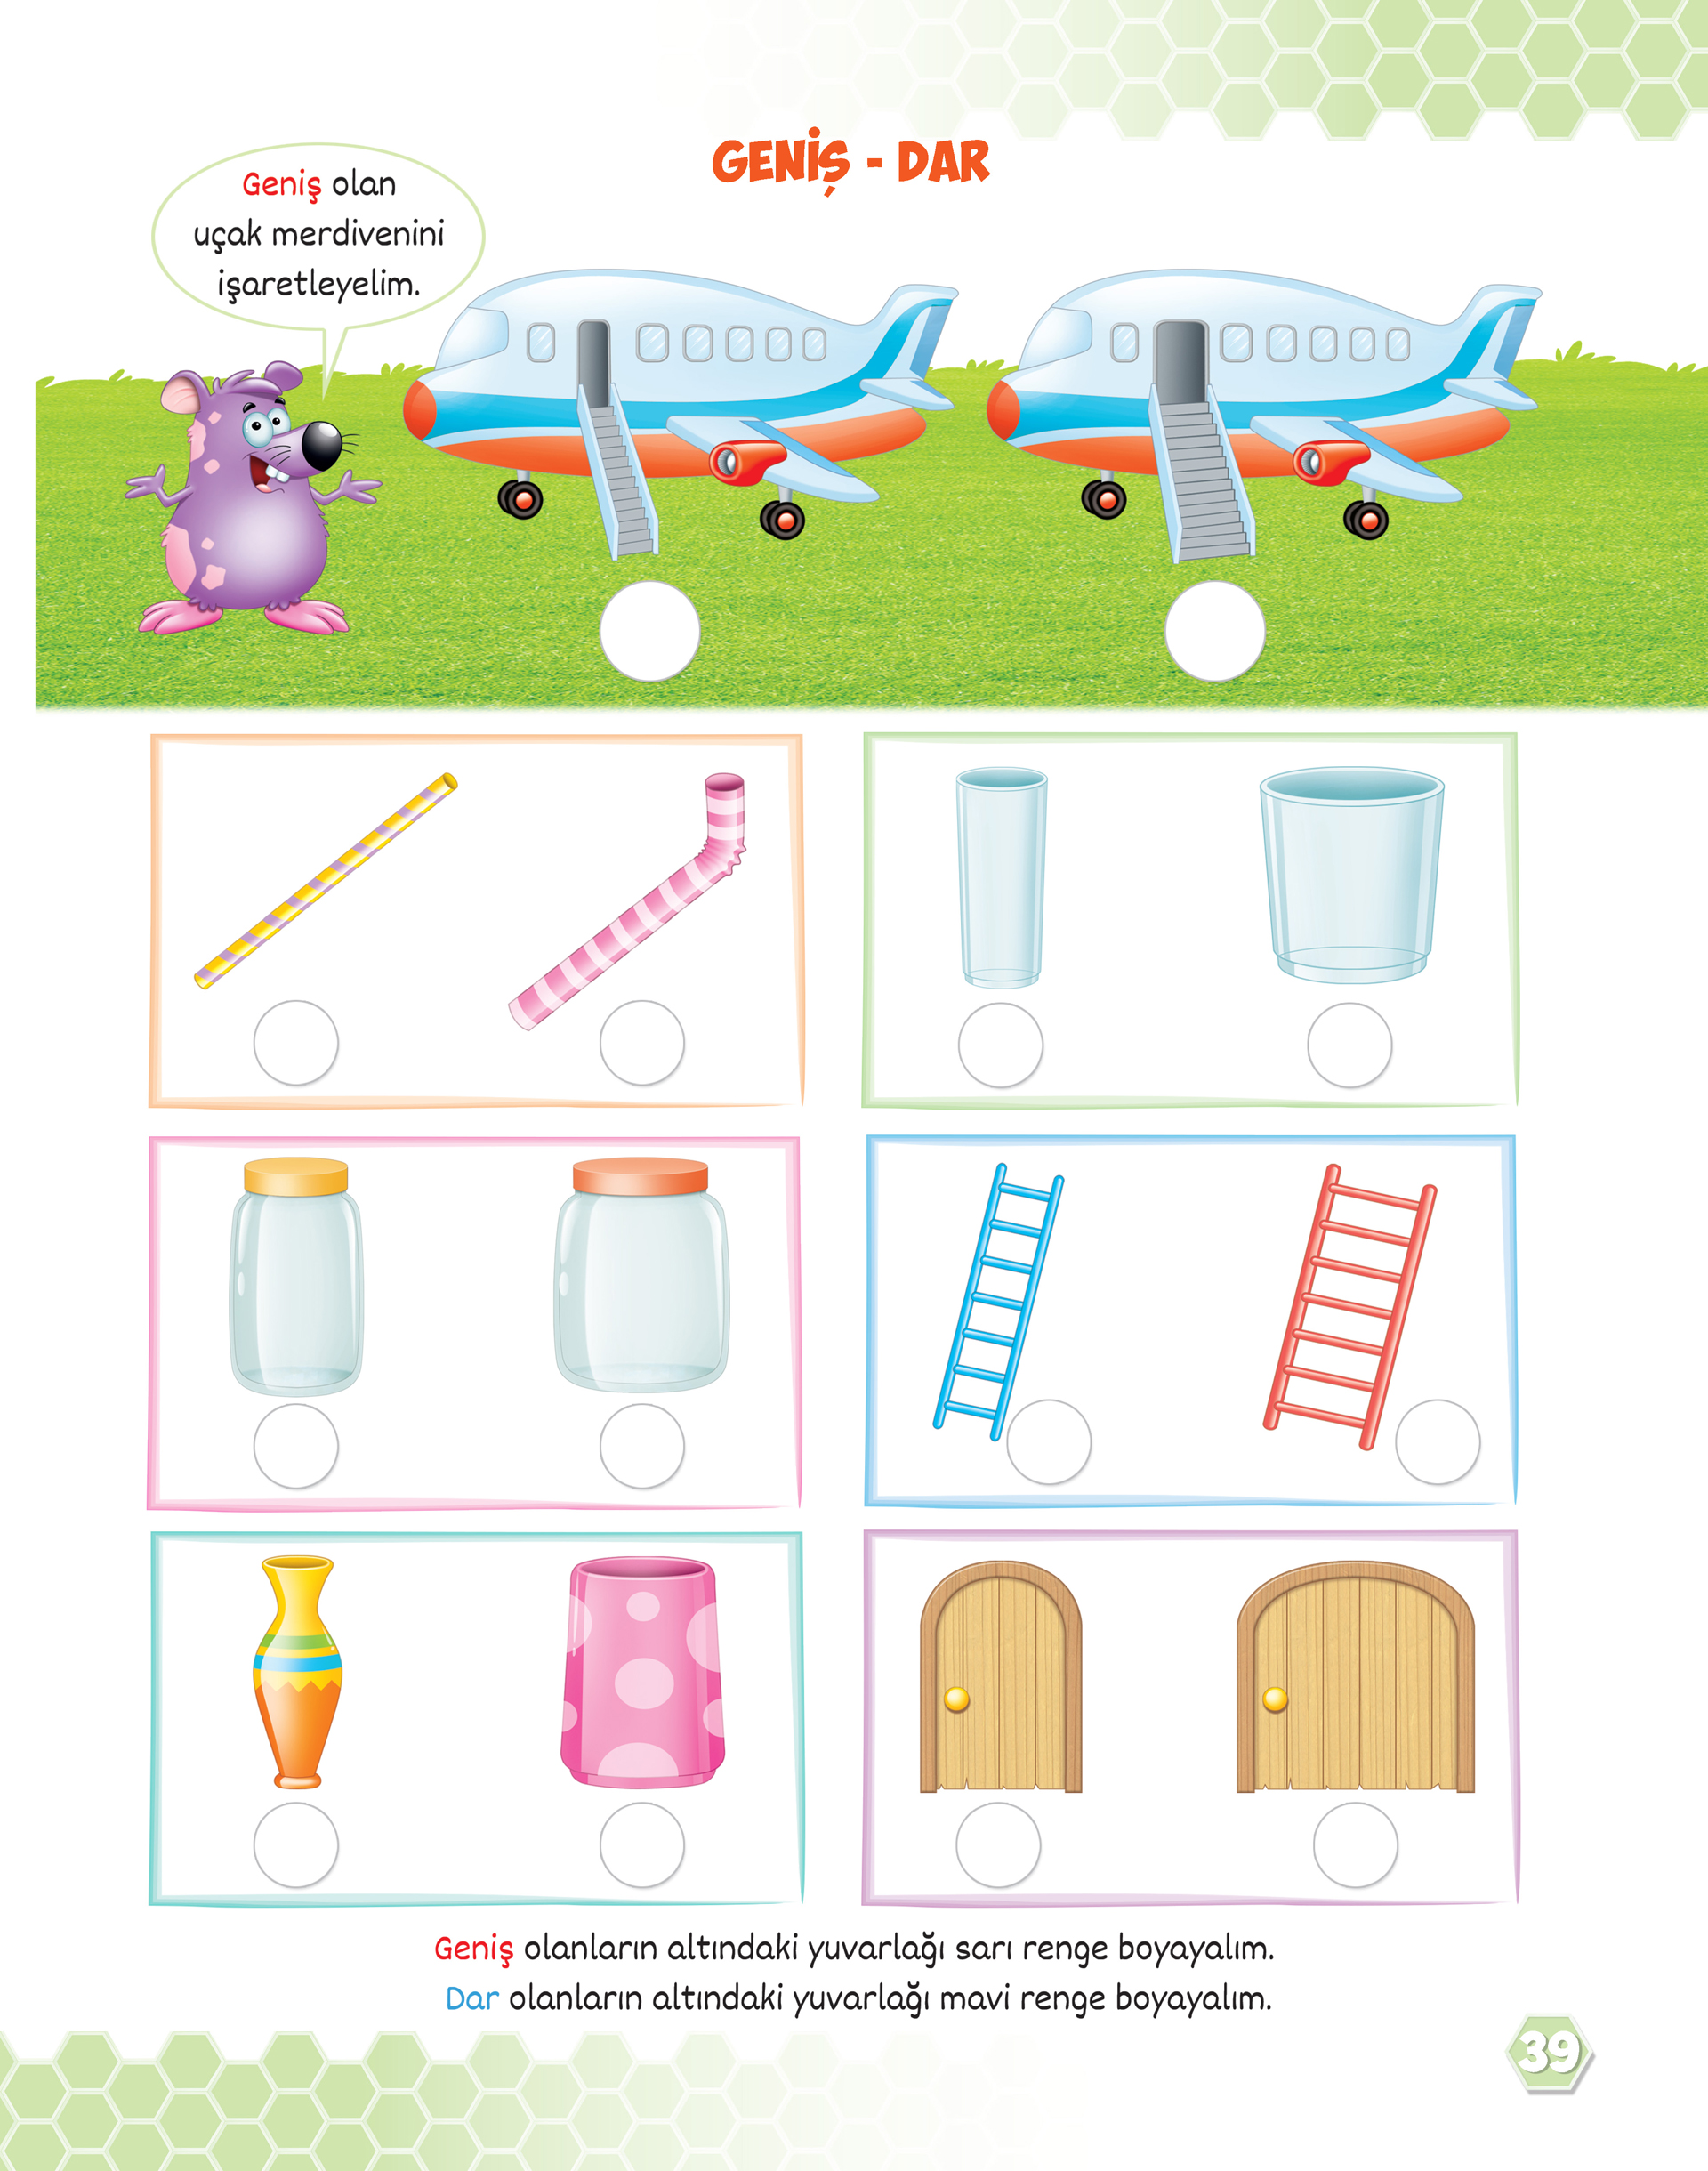 GENİŞ - DAR
Geniş olan
uçak merdivenini
işaretleyelim.
Geniş olanların altındaki yuvarlağı sarı renge boyayalım.
Dar olanların altındaki yuvarlağı mavi renge boyayalım.
39